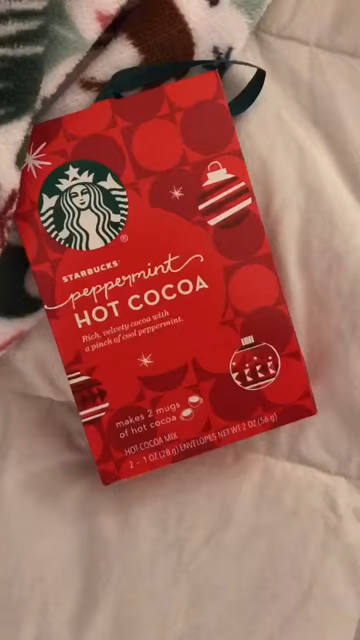 STARBUCKS®
peppermint
HOT COCOA
Rich, velvety cocoa with
a pinch of cool peppermint.
makes 2 mugs
of hot cocoa
HOT COCOA MIX
2 – 1 OZ (28 g) ENVELOPES NET WT 2 OZ (56 g)